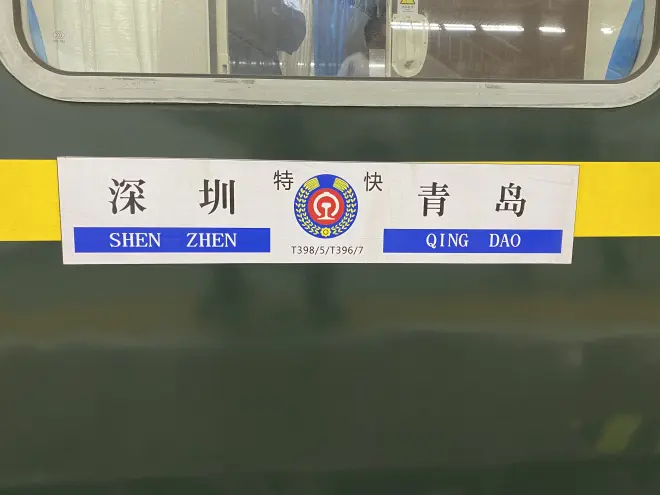 深 圳 特 快 青 岛
SHEN ZHEN T398/5/T396/7 QING DAO